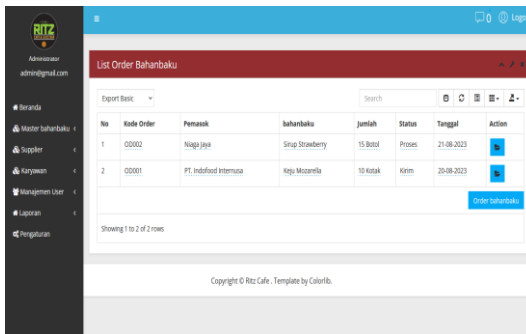 RITZ
0 Logo
Administrator
admin@gmail.com
Beranda
Master bahanbaku
Supplier
Karyawan
Manajemen User
Laporan
Pengaturan
List Order Bahanbaku
Export Basic
Search
No Kode Order Pemasok bahanbaku Jumlah Status Tanggal Action
1 OD002 Niaga Jaya Sirup Strawberry 15 Botol Proses 21-08-2023
2 OD001 PT. Indofood Internusa Keju Mozarella 10 Kotak Kirim 20-08-2023
Order bahanbaku
Showing 1 to 2 of 2 rows
Copyright © Ritz Cafe . Template by Colorlib.